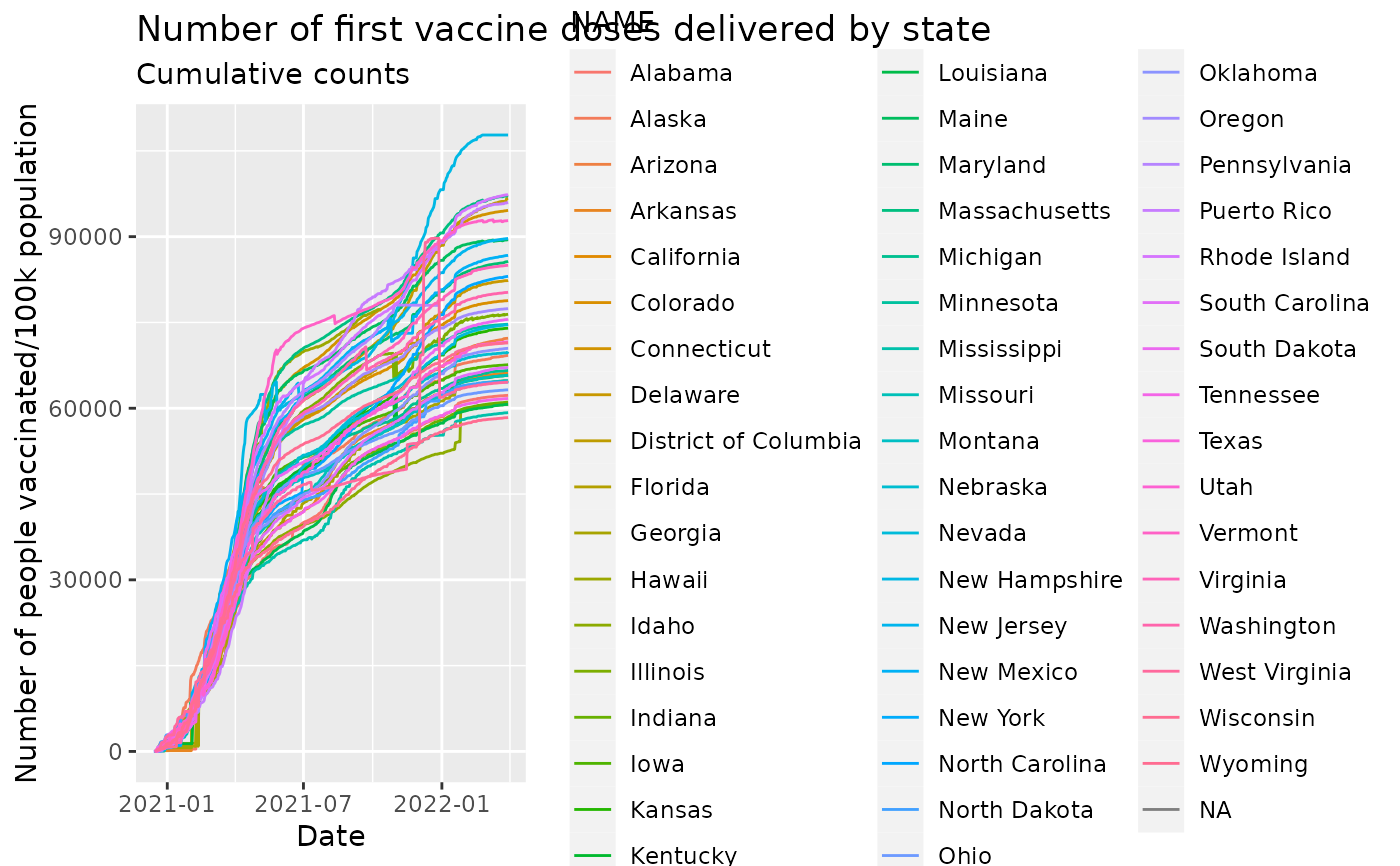 Number of first vaccine doses delivered by state
Cumulative counts
NAME
Number of people vaccinated/100k population
90000
60000
30000
0
2021-01
2021-07
2022-01
Date
Alabama
Alaska
Arizona
Arkansas
California
Colorado
Connecticut
Delaware
District of Columbia
Florida
Georgia
Hawaii
Idaho
Illinois
Indiana
Iowa
Kansas
Kentucky
Louisiana
Maine
Maryland
Massachusetts
Michigan
Minnesota
Mississippi
Missouri
Montana
Nebraska
Nevada
New Hampshire
New Jersey
New Mexico
New York
North Carolina
North Dakota
Ohio
Oklahoma
Oregon
Pennsylvania
Puerto Rico
Rhode Island
South Carolina
South Dakota
Tennessee
Texas
Utah
Vermont
Virginia
Washington
West Virginia
Wisconsin
Wyoming
NA